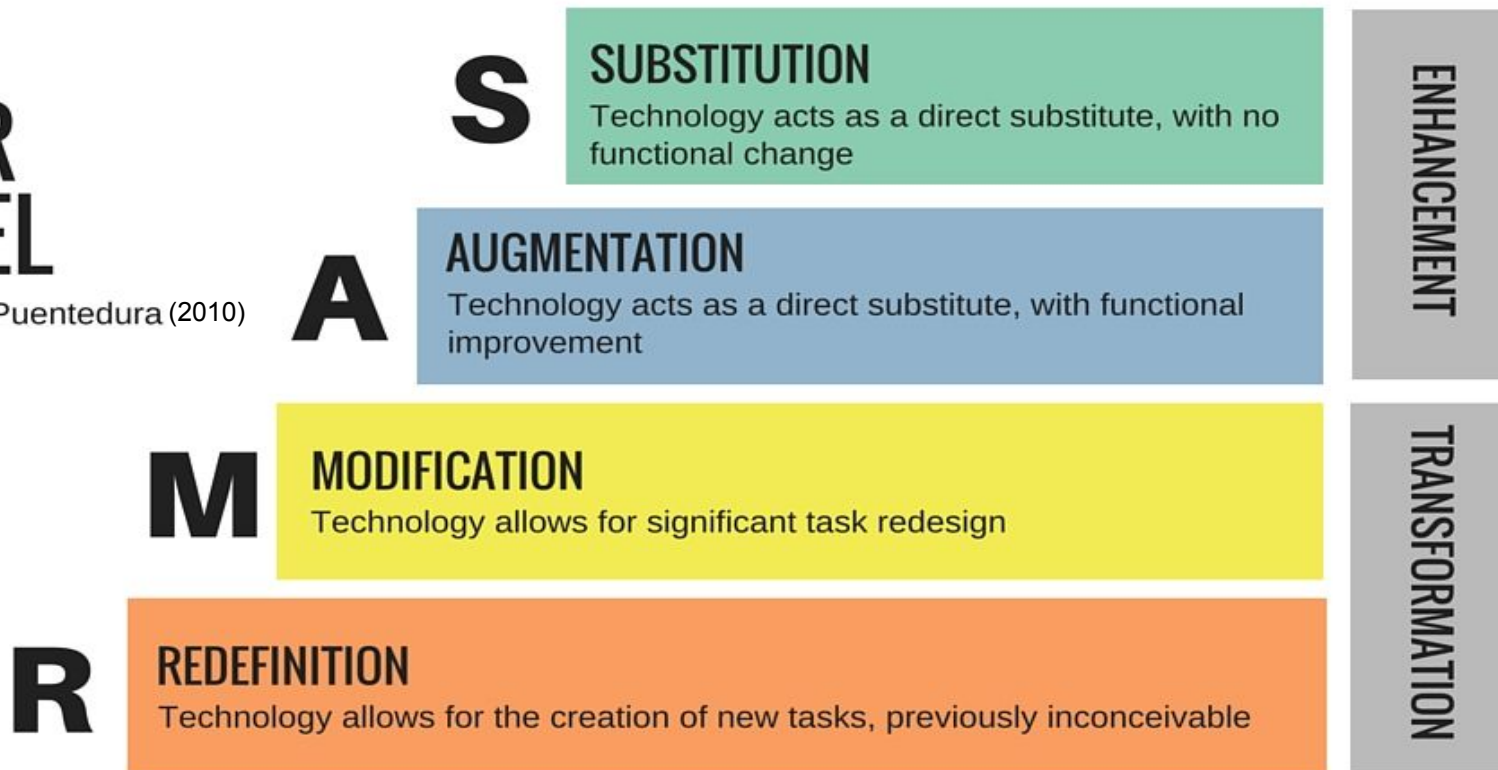 S
SUBSTITUTION
Technology acts as a direct substitute, with no
functional change
A
AUGMENTATION
Technology acts as a direct substitute, with functional
improvement
M
MODIFICATION
Technology allows for significant task redesign
R
REDEFINITION
Technology allows for the creation of new tasks, previously inconceivable
R
EL
Puentedura (2010)
ENHANCEMENT
TRANSFORMATION